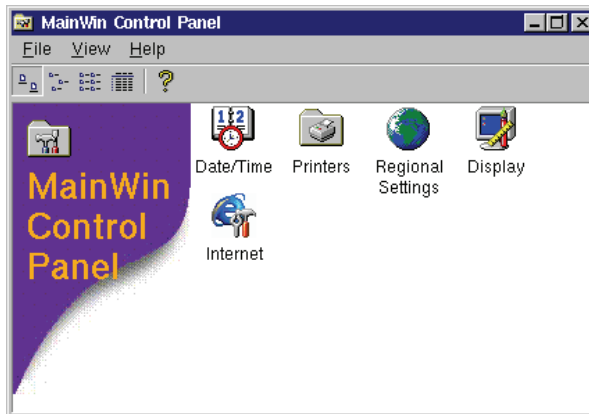 MainWin Control Panel
File View Help
MainWin
Control
Panel
Date/Time Printers Regional Settings Display
Internet